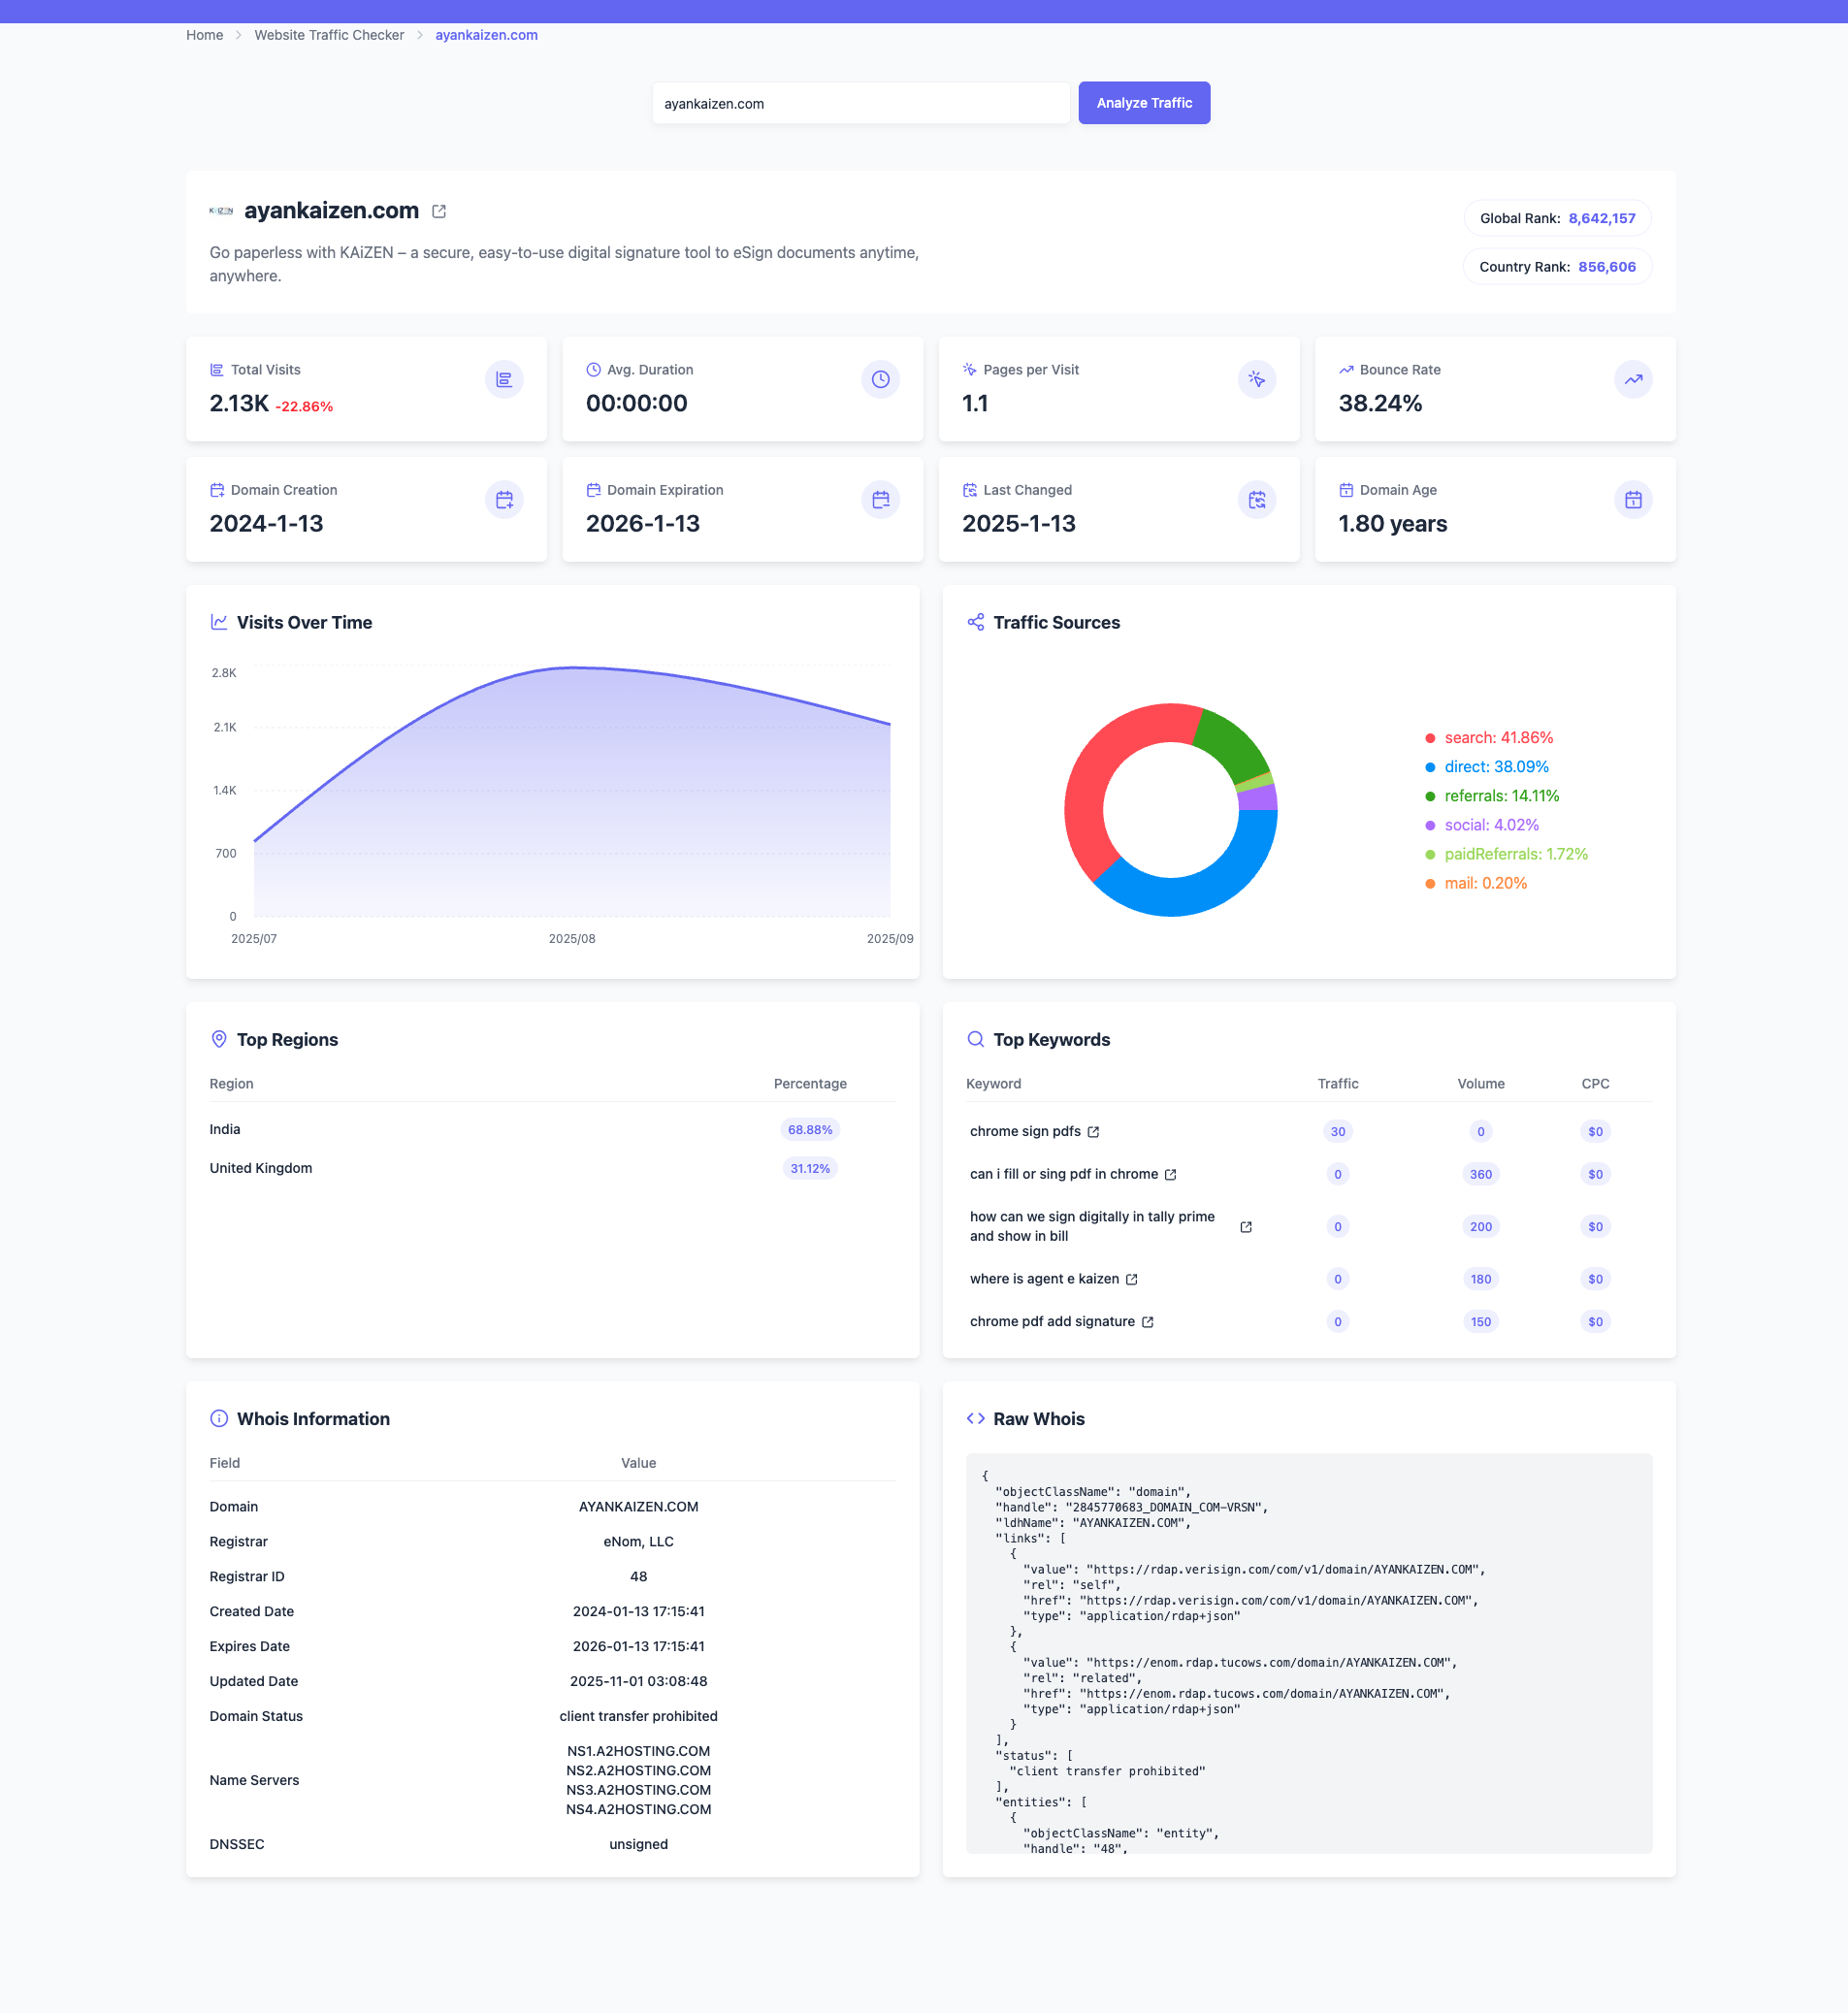 Home > Website Traffic Checker > ayankaizen.com
ayankaizen.com
Analyze Traffic
KAiZEN ayankaizen.com
Go paperless with KAiZEN – a secure, easy-to-use digital signature tool to eSign documents anytime,
anywhere.
Global Rank: 8,642,157
Country Rank: 856,606
Total Visits
2.13K -22.86%
Avg. Duration
00:00:00
Pages per Visit
1.1
Bounce Rate
38.24%
Domain Creation
2024-1-13
Domain Expiration
2026-1-13
Last Changed
2025-1-13
Domain Age
1.80 years
Visits Over Time
2.8K
2.1K
1.4K
700
0
2025/07 2025/08 2025/09
Traffic Sources
search: 41.86%
direct: 38.09%
referrals: 14.11%
social: 4.02%
paidReferrals: 1.72%
mail: 0.20%
Top Regions
Region Percentage
India 68.88%
United Kingdom 31.12%
Top Keywords
Keyword Traffic Volume CPC
chrome sign pdfs 30 0 $0
can i fill or sing pdf in chrome 0 360 $0
how can we sign digitally in tally prime
and show in bill 0 200 $0
where is agent e kaizen 0 180 $0
chrome pdf add signature 0 150 $0
Whois Information
Field Value
Domain AYANKAIZEN.COM
Registrar eNom, LLC
Registrar ID 48
Created Date 2024-01-13 17:15:41
Expires Date 2026-01-13 17:15:41
Updated Date 2025-11-01 03:08:48
Domain Status client transfer prohibited
Name Servers NS1.A2HOSTING.COM
NS2.A2HOSTING.COM
NS3.A2HOSTING.COM
NS4.A2HOSTING.COM
DNSSEC unsigned
Raw Whois
{
"objectClassName": "domain",
"handle": "2845770683_DOMAIN_COM-VRSN",
"ldhName": "AYANKAIZEN.COM",
"links": [
{
"value": "https://rdap.verisign.com/com/v1/domain/AYANKAIZEN.COM",
"rel": "self",
"href": "https://rdap.verisign.com/com/v1/domain/AYANKAIZEN.COM",
"type": "application/rdap+json"
},
{
"value": "https://enom.rdap.tucows.com/domain/AYANKAIZEN.COM",
"rel": "related",
"href": "https://enom.rdap.tucows.com/domain/AYANKAIZEN.COM",
"type": "application/rdap+json"
}
],
"status": [
"client transfer prohibited"
],
"entities": [
{
"objectClassName": "entity",
"handle": "48",